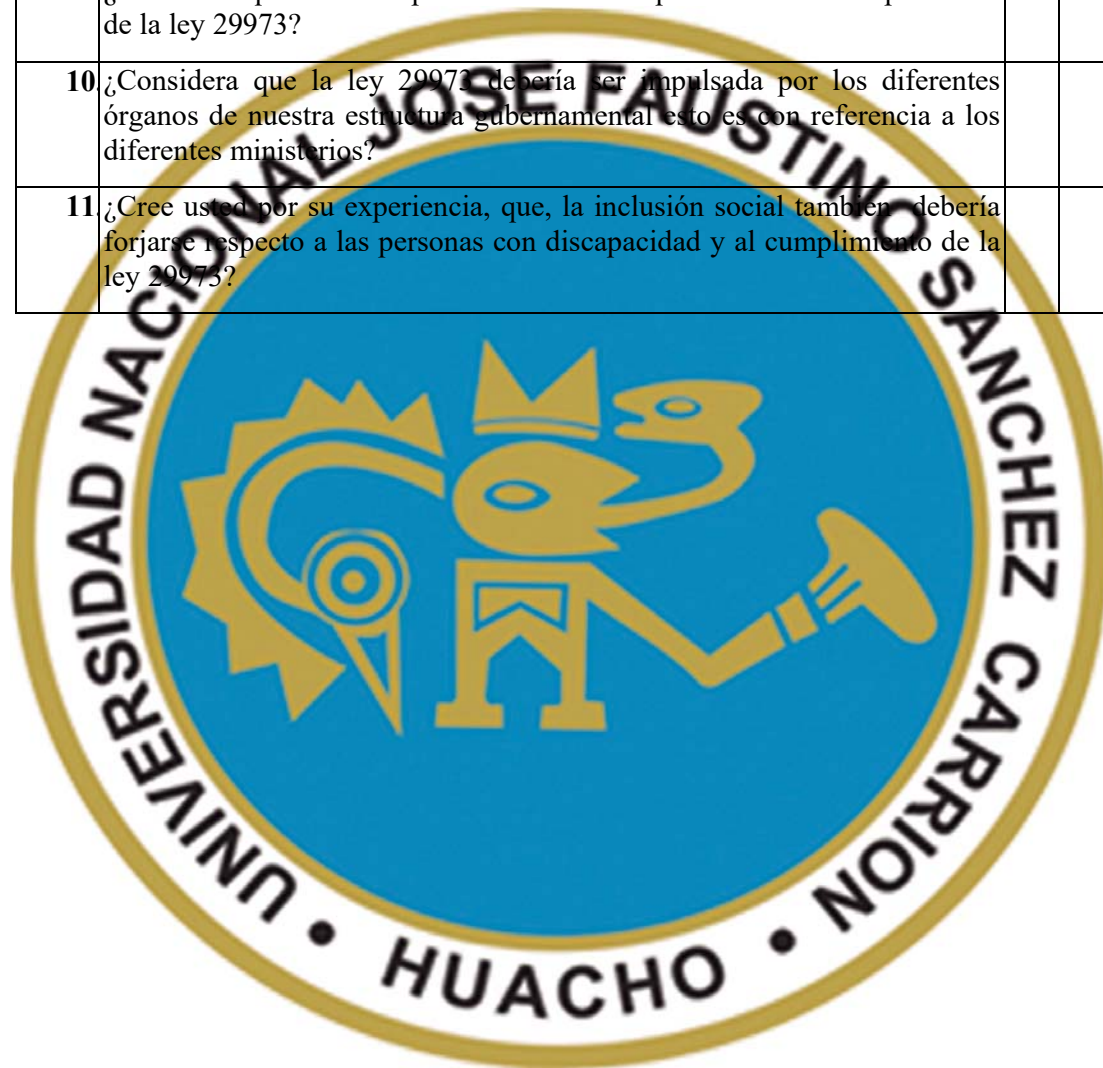 de la ley 29973?
10. ¿Considera que la ley 29973 debería ser impulsada por los diferentes
órganos de nuestra estructura gubernamental esto es con referencia a los
diferentes ministerios?
11. ¿Cree usted por su experiencia, que, la inclusión social también debería
forjarse respecto a las personas con discapacidad y al cumplimiento de la
ley 29973?
UNIVERSIDAD NACIONAL JOSE FAUSTINO SANCHEZ CARRION • HUACHO •